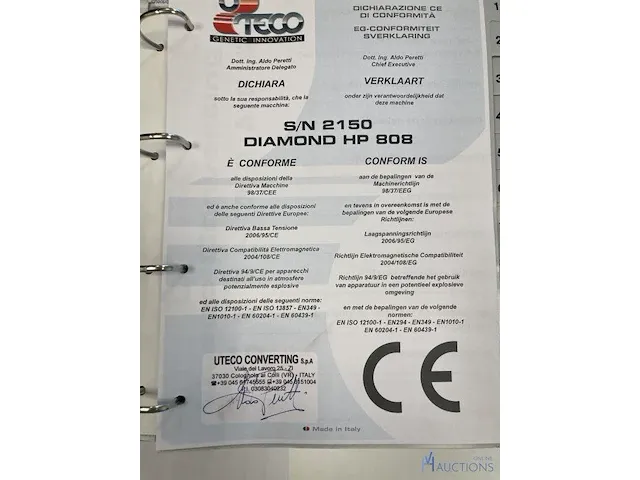 UTECO
GENETIC INNOVATION
DICHIARAZIONE CE
DI CONFORMITÀ
EG-CONFORMITEIT
SVERKLARING
Dott. Ing. Aldo Peretti
Amministratore Delegato
Dott. Ing. Aldo Peretti
Chief Executive
DICHIARA
VERKLAART
sotto la sua responsabilità, che la
seguente macchina:
onder zijn verantwoordelijkheid dat
deze machine
S/N 2150
DIAMOND HP 808
È CONFORME
CONFORM IS
alle disposizioni della
Direttiva Macchine
98/37/CEE
aan de bepalingen van de
Machinerichtlijn
98/37/EEG
ed è anche conforme alle disposizioni
delle seguenti Direttive Europee:
en tevens in overeenkomst is met de
bepalingen van de volgende Europese
Richtlijnen:
Direttiva Bassa Tensione
2006/95/CE
Laagspanningsrichtlijn
2006/95/EG
Direttiva Compatibilità Elettromagnetica
2004/108/CE
Richtlijn Elektromagnetische Compatibiliteit
2004/108/EG
Direttiva 94/9/CE per apparecchi
destinati all'uso in atmosfere
potenzialmente esplosive
Richtlijn 94/9/EG betreffende het gebruik
van apparatuur in een potentieel explosieve
omgeving
ed alle disposizioni delle seguenti norme:
EN ISO 12100-1 - EN ISO 13857 - EN349 -
EN1010-1 - EN 60204-1 - EN 60439-1
en met de bepalingen van de volgende
normen:
EN ISO 12100-1 - EN294 - EN349 - EN1010-1
EN 60204-1 - EN 60439-1
UTECO CONVERTING S.p.A
Viale del Lavoro 25 - ZI
37030 Colognola ai Colli (VR) - ITALY
CE
Made in Italy
ONLINE
AUCTIONS